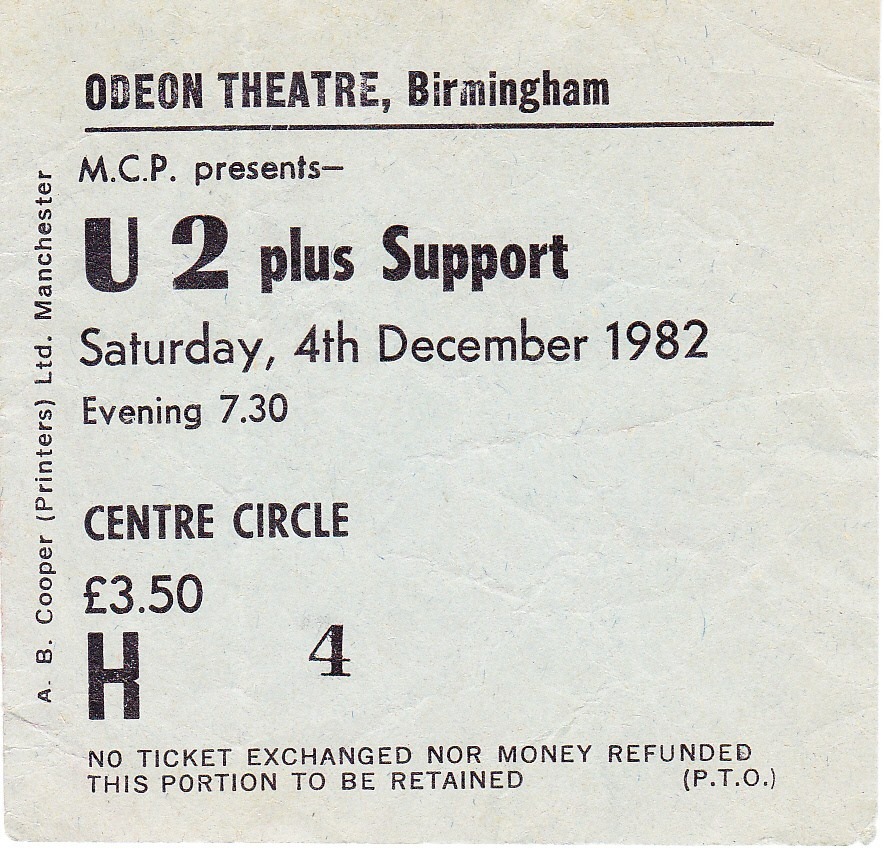 ODEON THEATRE, Birmingham
M.C.P. presents—
U 2 plus Support
Saturday, 4th December 1982
Evening 7.30
CENTRE CIRCLE
£3.50
H 4
NO TICKET EXCHANGED NOR MONEY REFUNDED
THIS PORTION TO BE RETAINED (P.T.O.)
A. B. Cooper (Printers) Ltd. Manchester